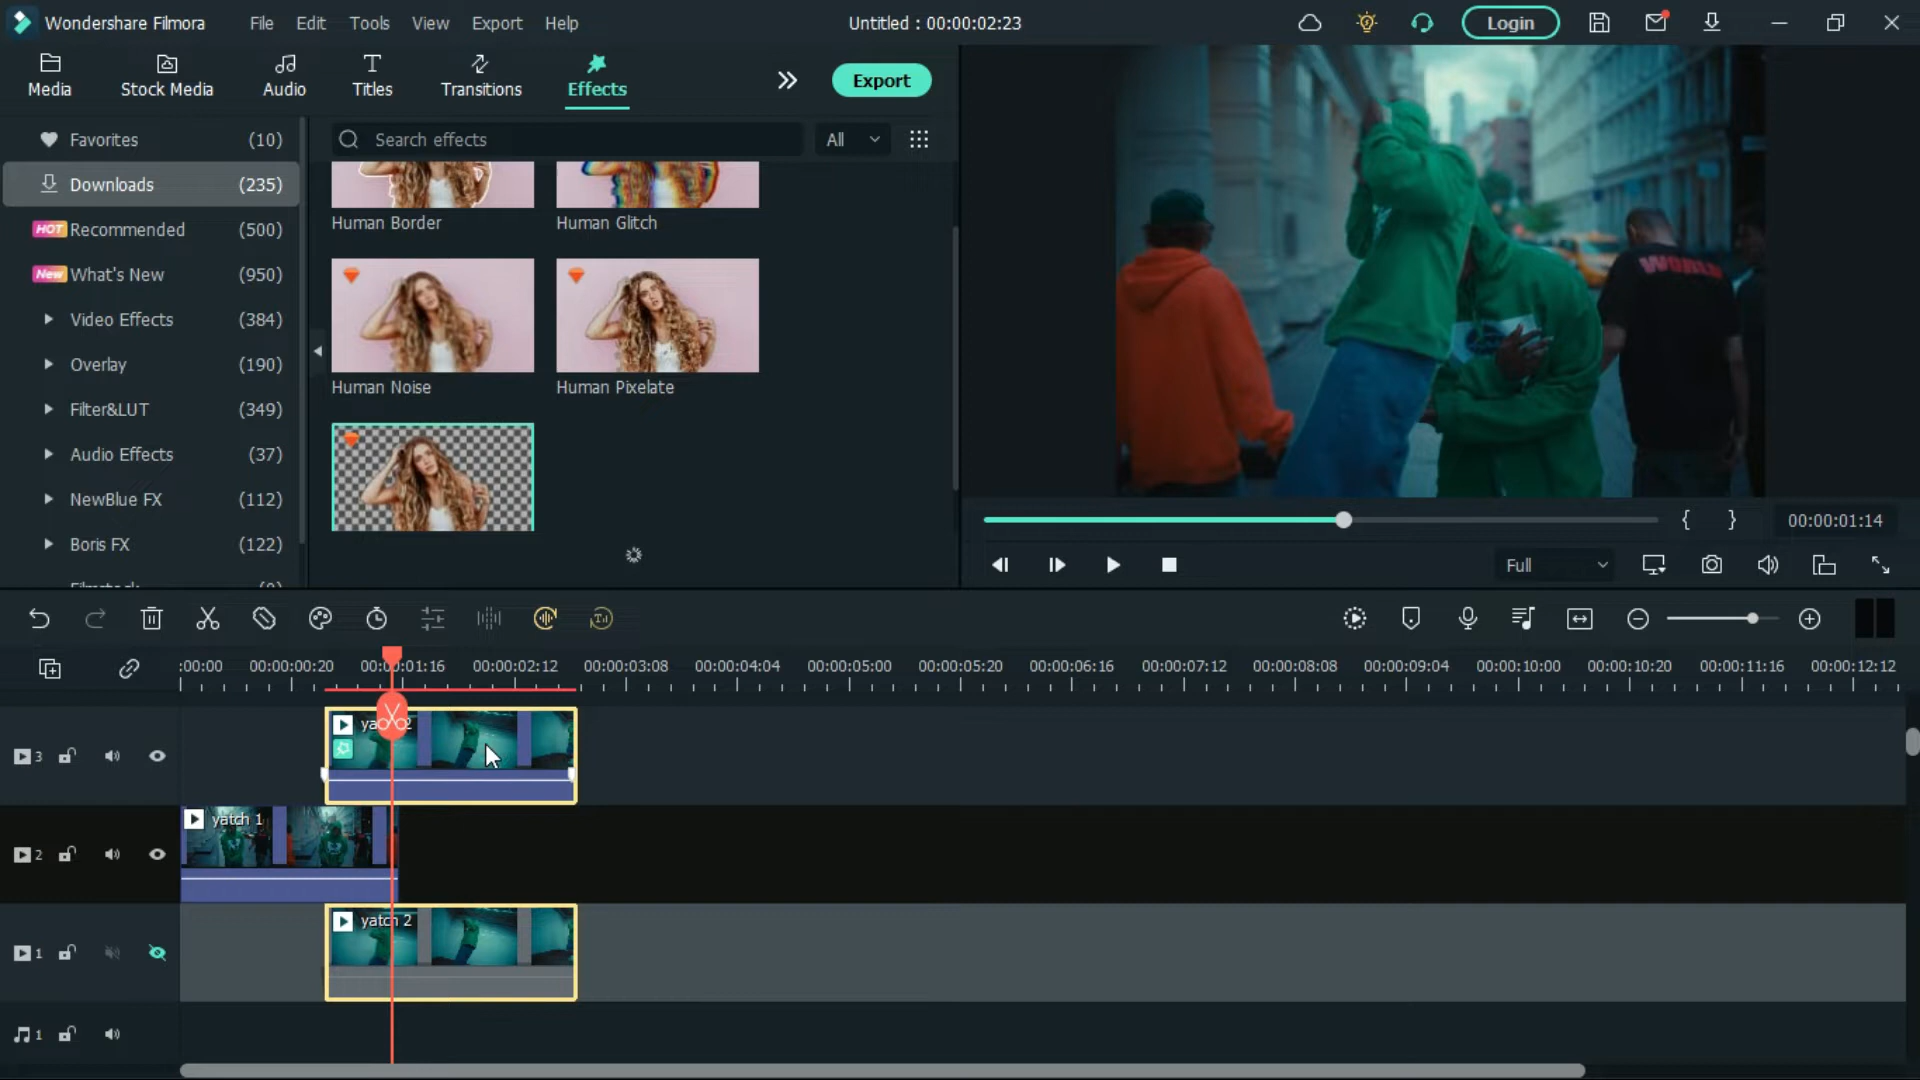 Wondershare Filmora File Edit Tools View Export Help Untitled : 00:00:02:23 Login
Media Stock Media Audio Titles Transitions Effects Export
Favorites (10)
Downloads (235)
HOT Recommended (500)
New What's New (950)
Video Effects (384)
Overlay (190)
Filter&LUT (349)
Audio Effects (37)
NewBlue FX (112)
Boris FX (122)
Search effects All
Human Border Human Glitch
Human Noise Human Pixelate
WORLD
{ } 00:00:01:14
Full
:00:00 00:00:00:20 00:00:01:16 00:00:02:12 00:00:03:08 00:00:04:04 00:00:05:00 00:00:05:20 00:00:06:16 00:00:07:12 00:00:08:08 00:00:09:04 00:00:10:00 00:00:10:20 00:00:11:16 00:00:12:12
3 2
2 yatch 1
1 yatch 2
1